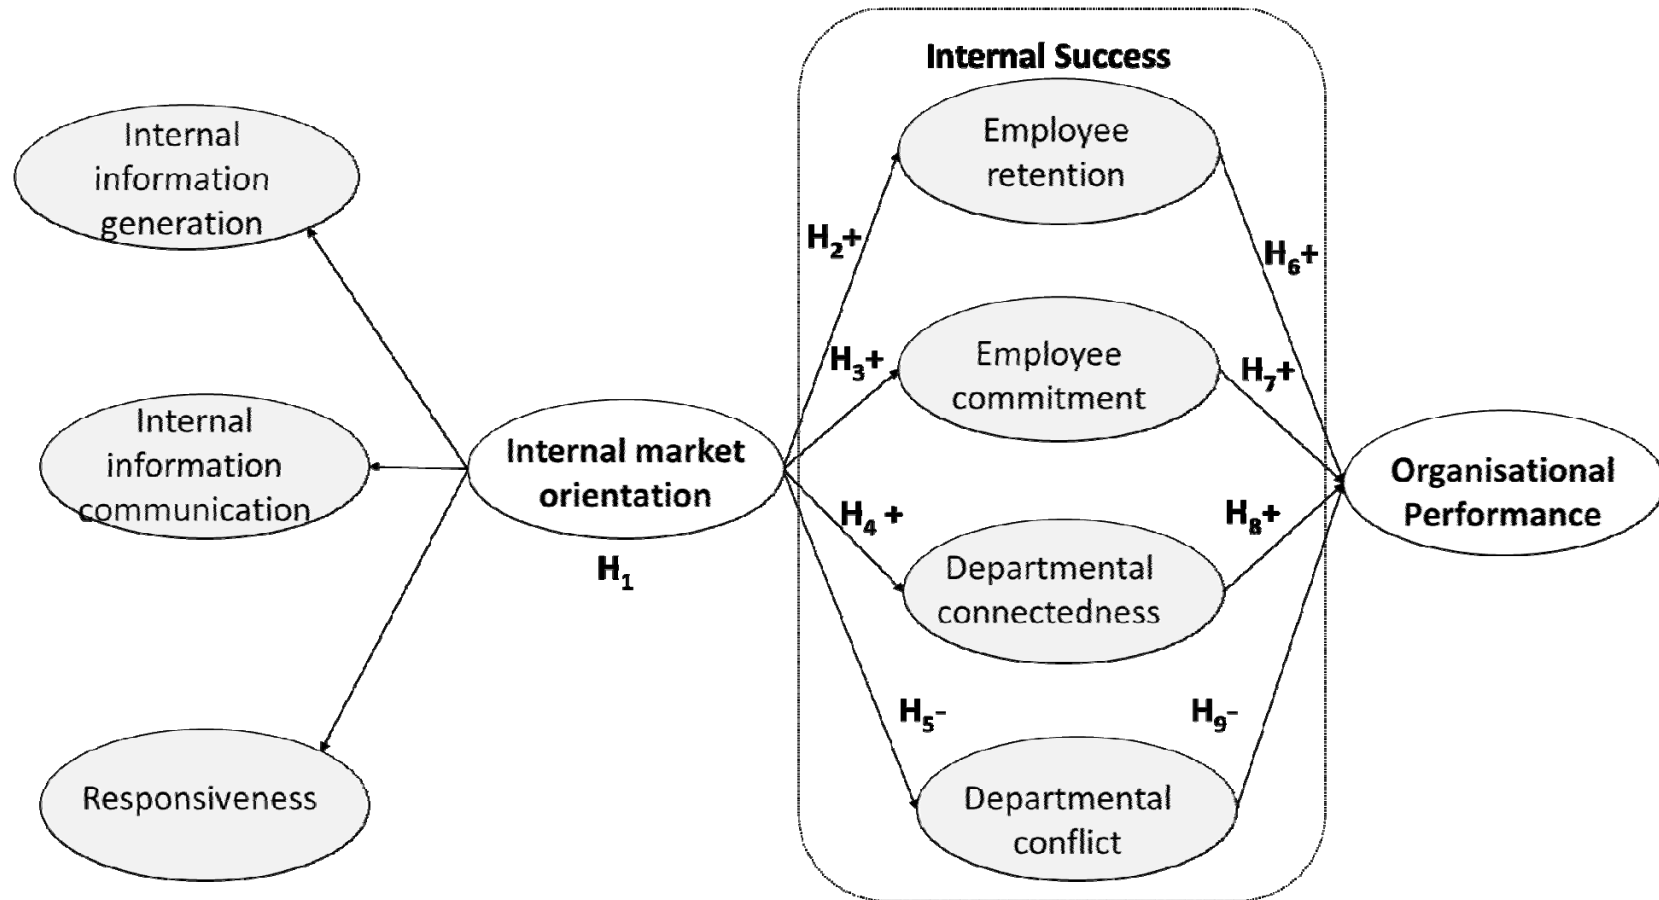 Internal
information
generation
Internal
information
communication
Responsiveness
Internal market
orientation
H₁
Internal Success
H₂+
H₃+
H₄ +
H₅-
Employee
retention
Employee
commitment
Departmental
connectedness
Departmental
conflict
H₆+
H₇+
H₈+
H₉-
Organisational
Performance